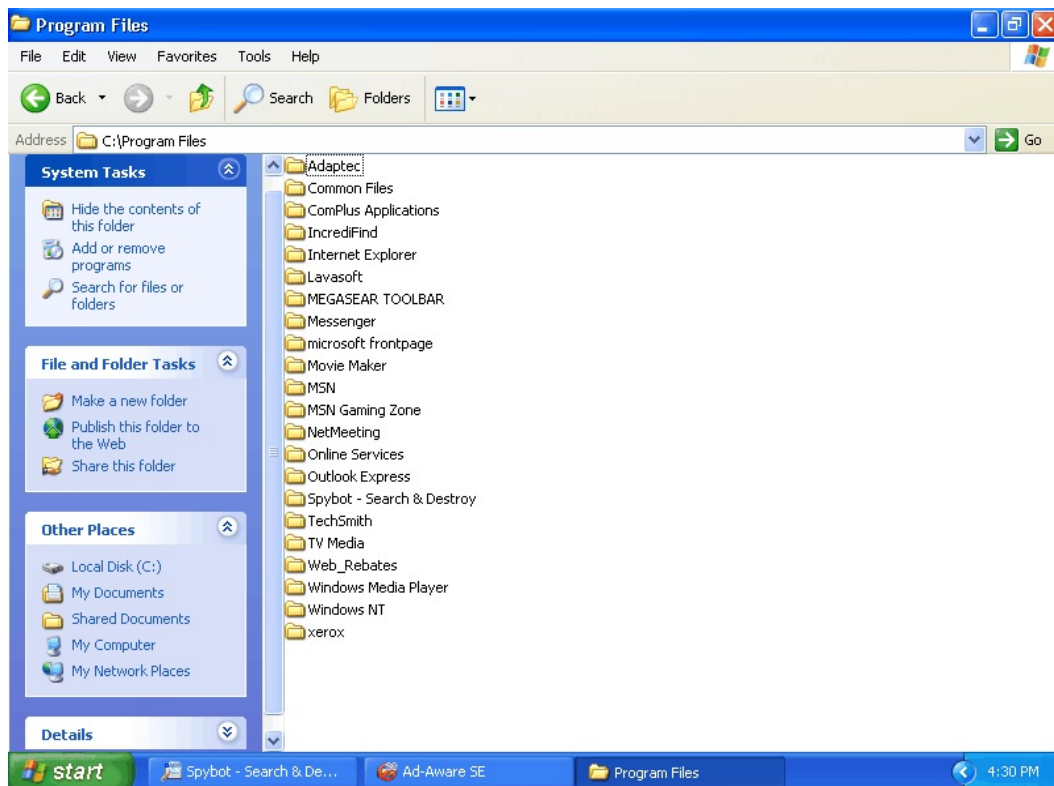 Program Files
File Edit View Favorites Tools Help
Back Search Folders
Address C:\Program Files Go
System Tasks
Hide the contents of
this folder
Add or remove
programs
Search for files or
folders
File and Folder Tasks
Make a new folder
Publish this folder to
the Web
Share this folder
Other Places
Local Disk (C:)
My Documents
Shared Documents
My Computer
My Network Places
Details
Adaptec
Common Files
ComPlus Applications
IncrediFind
Internet Explorer
Lavasoft
MEGASEAR TOOLBAR
Messenger
microsoft frontpage
Movie Maker
MSN
MSN Gaming Zone
NetMeeting
Online Services
Outlook Express
Spybot - Search & Destroy
TechSmith
TV Media
Web_Rebates
Windows Media Player
Windows NT
xerox
start Spybot - Search & De... Ad-Aware SE Program Files 4:30 PM